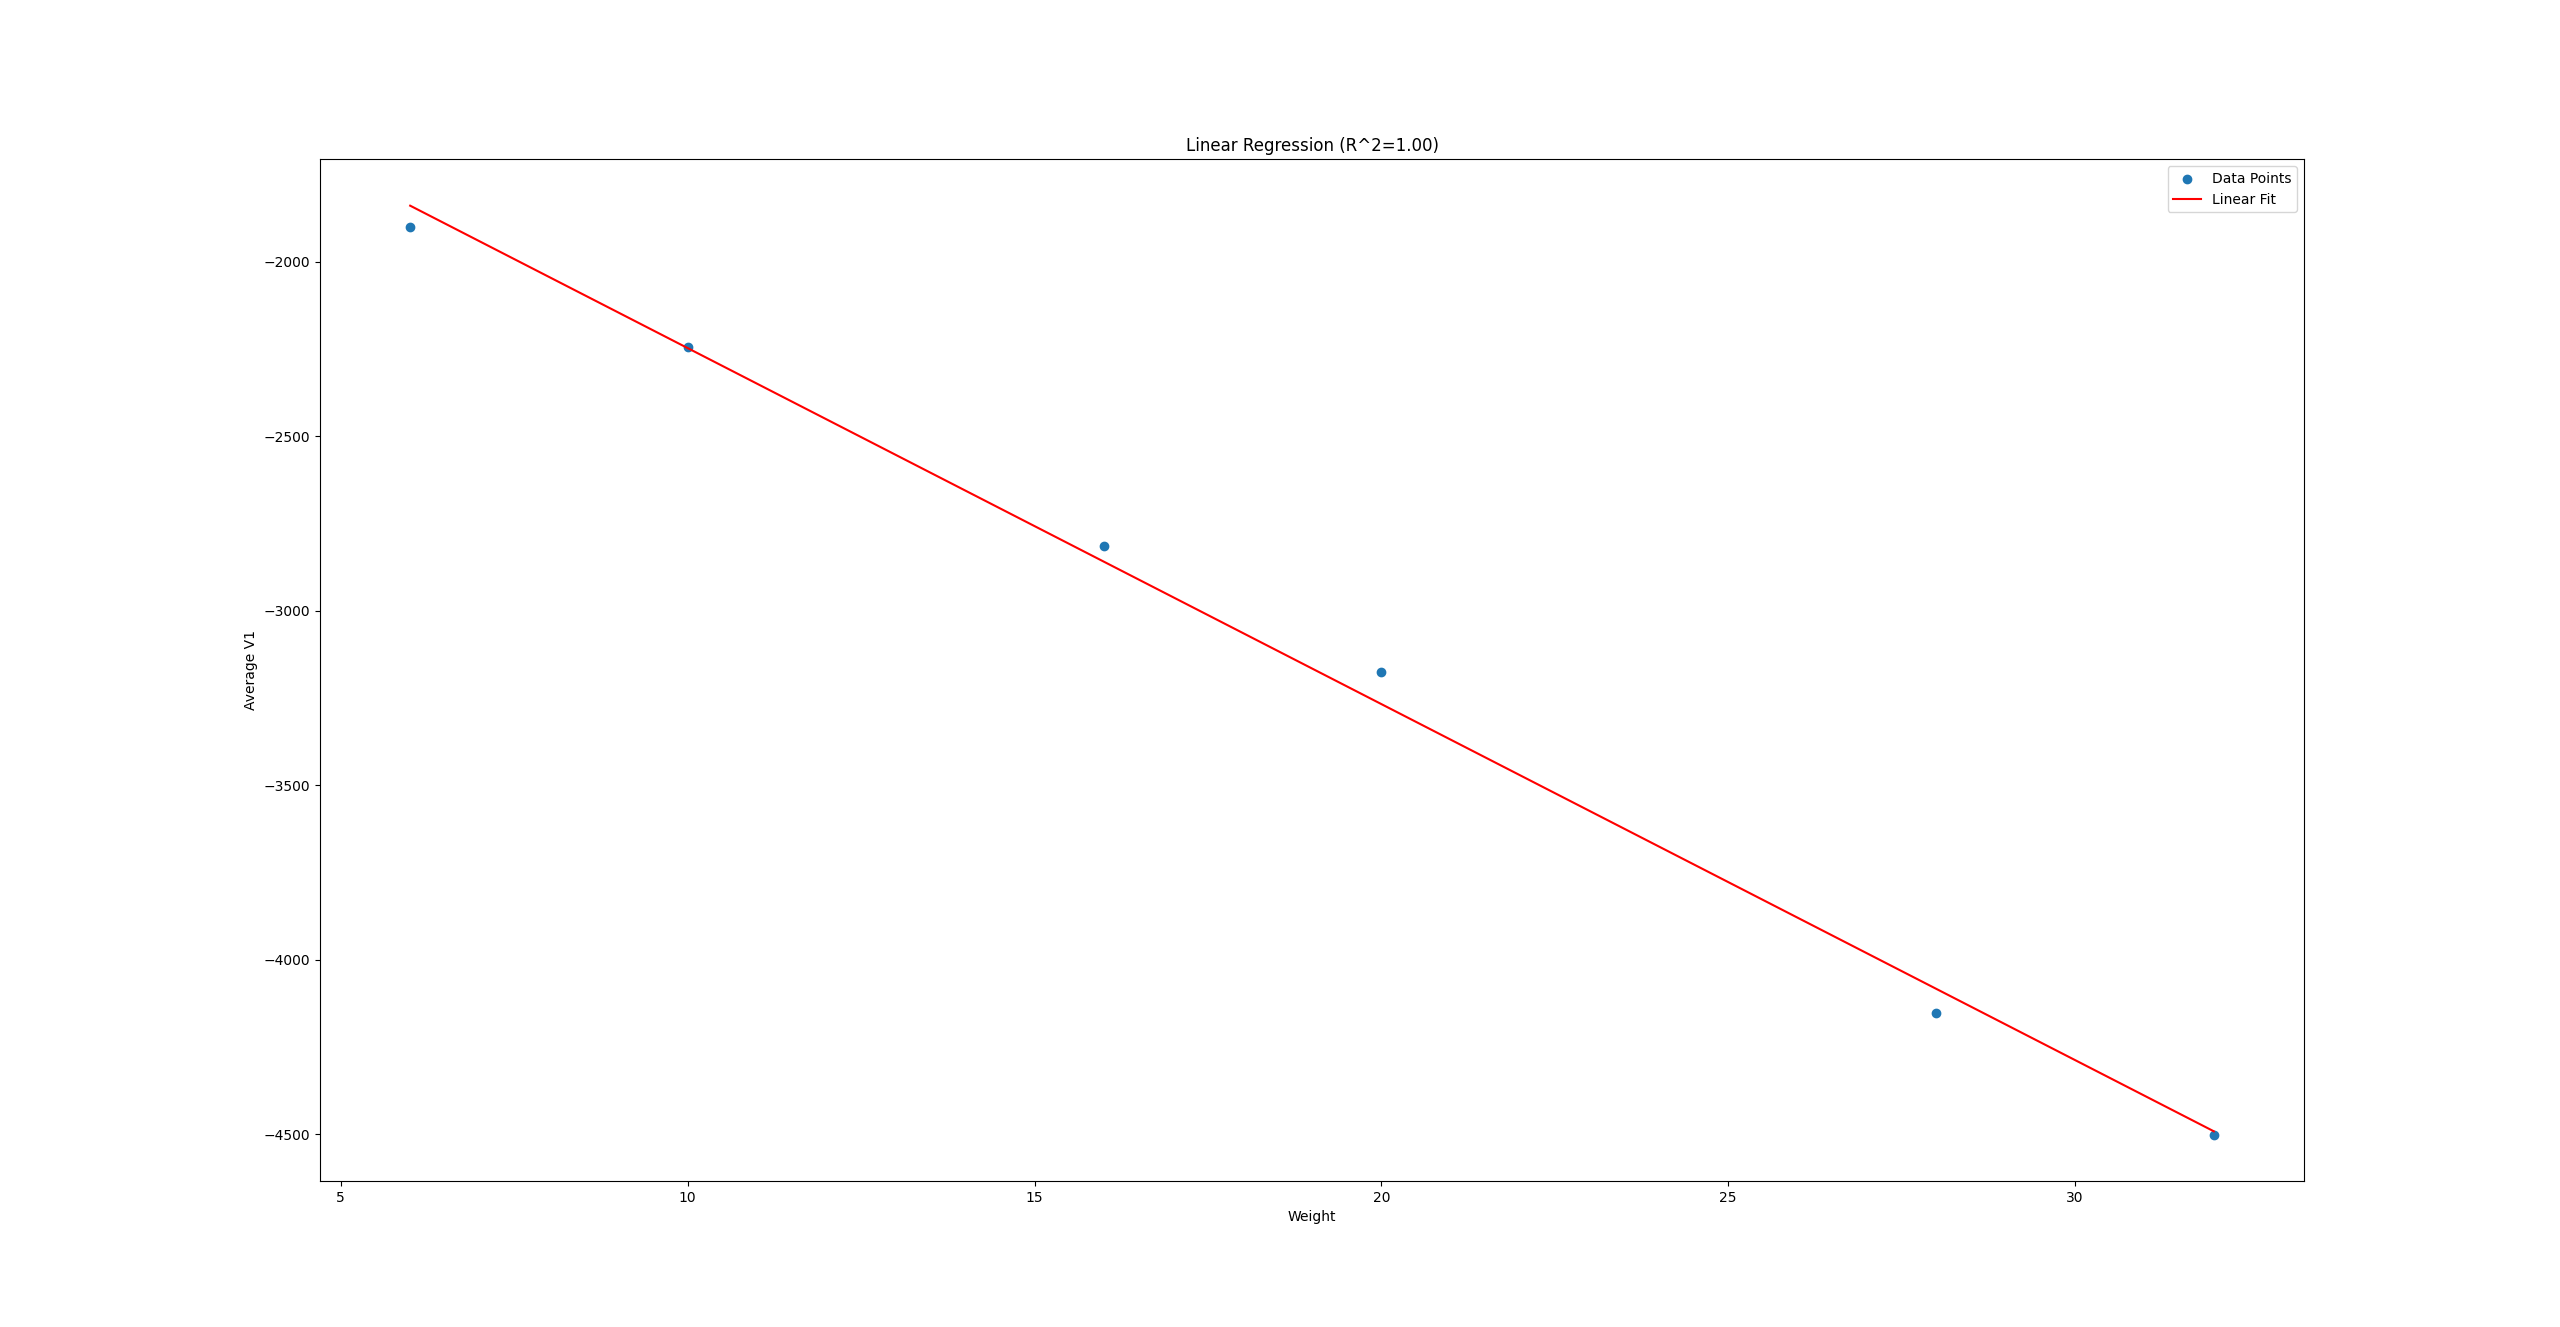 Linear Regression (R^2=1.00)
Data Points
Linear Fit
−2000
−2500
−3000
−3500
−4000
−4500
Average V1
5 10 15 20 25 30
Weight